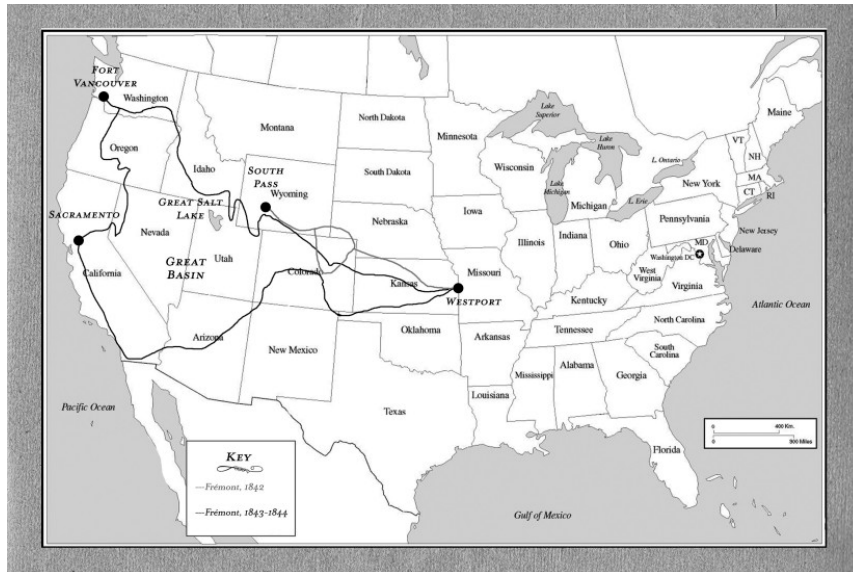 FORT
VANCOUVER
Washington
Montana
North Dakota
Minnesota
Lake
Superior
Maine
Oregon
Idaho
SOUTH
PASS
Wyoming
South Dakota
Wisconsin
Lake
Michigan
Lake
Huron
L. Ontario
VT
NH
MA
CT
RI
New York
Michigan
L. Erie
SACRAMENTO
GREAT SALT
LAKE
Nevada
Nebraska
Iowa
Pennsylvania
New Jersey
GREAT
BASIN
Utah
Colorado
Illinois
Indiana
Ohio
MD
Delaware
Washington DC
California
Kansas
Missouri
WESTPORT
West
Virginia
Virginia
Kentucky
Atlantic Ocean
Arizona
New Mexico
Oklahoma
Arkansas
Tennessee
North Carolina
South
Carolina
Mississippi
Alabama
Georgia
Texas
Louisiana
Pacific Ocean
Florida
0 400 Km.
0 300 Miles
KEY
Frémont, 1842
Frémont, 1843-1844
Gulf of Mexico